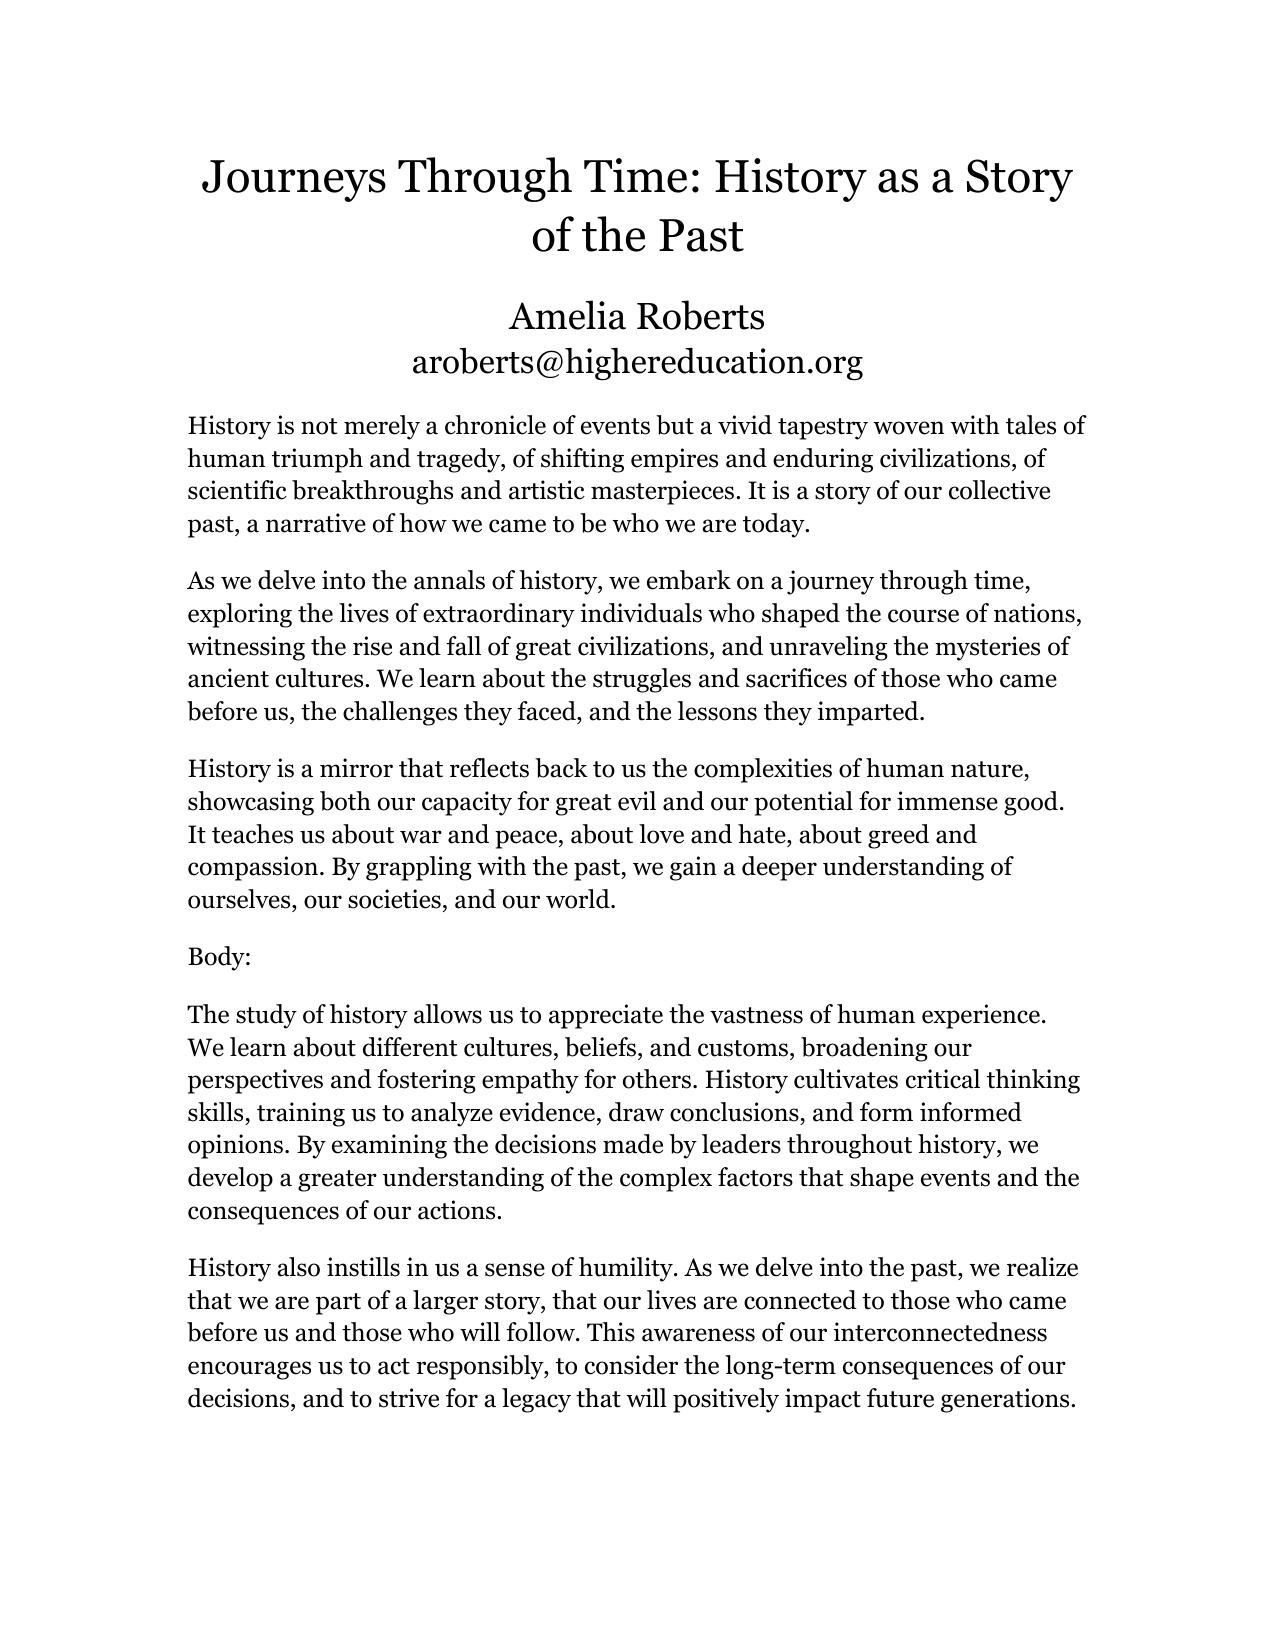 Journeys Through Time: History as a Story
of the Past
Amelia Roberts
aroberts@highereducation.org
History is not merely a chronicle of events but a vivid tapestry woven with tales of
human triumph and tragedy, of shifting empires and enduring civilizations, of
scientific breakthroughs and artistic masterpieces. It is a story of our collective
past, a narrative of how we came to be who we are today.
As we delve into the annals of history, we embark on a journey through time,
exploring the lives of extraordinary individuals who shaped the course of nations,
witnessing the rise and fall of great civilizations, and unraveling the mysteries of
ancient cultures. We learn about the struggles and sacrifices of those who came
before us, the challenges they faced, and the lessons they imparted.
History is a mirror that reflects back to us the complexities of human nature,
showcasing both our capacity for great evil and our potential for immense good.
It teaches us about war and peace, about love and hate, about greed and
compassion. By grappling with the past, we gain a deeper understanding of
ourselves, our societies, and our world.
Body:
The study of history allows us to appreciate the vastness of human experience.
We learn about different cultures, beliefs, and customs, broadening our
perspectives and fostering empathy for others. History cultivates critical thinking
skills, training us to analyze evidence, draw conclusions, and form informed
opinions. By examining the decisions made by leaders throughout history, we
develop a greater understanding of the complex factors that shape events and the
consequences of our actions.
History also instills in us a sense of humility. As we delve into the past, we realize
that we are part of a larger story, that our lives are connected to those who came
before us and those who will follow. This awareness of our interconnectedness
encourages us to act responsibly, to consider the long-term consequences of our
decisions, and to strive for a legacy that will positively impact future generations.